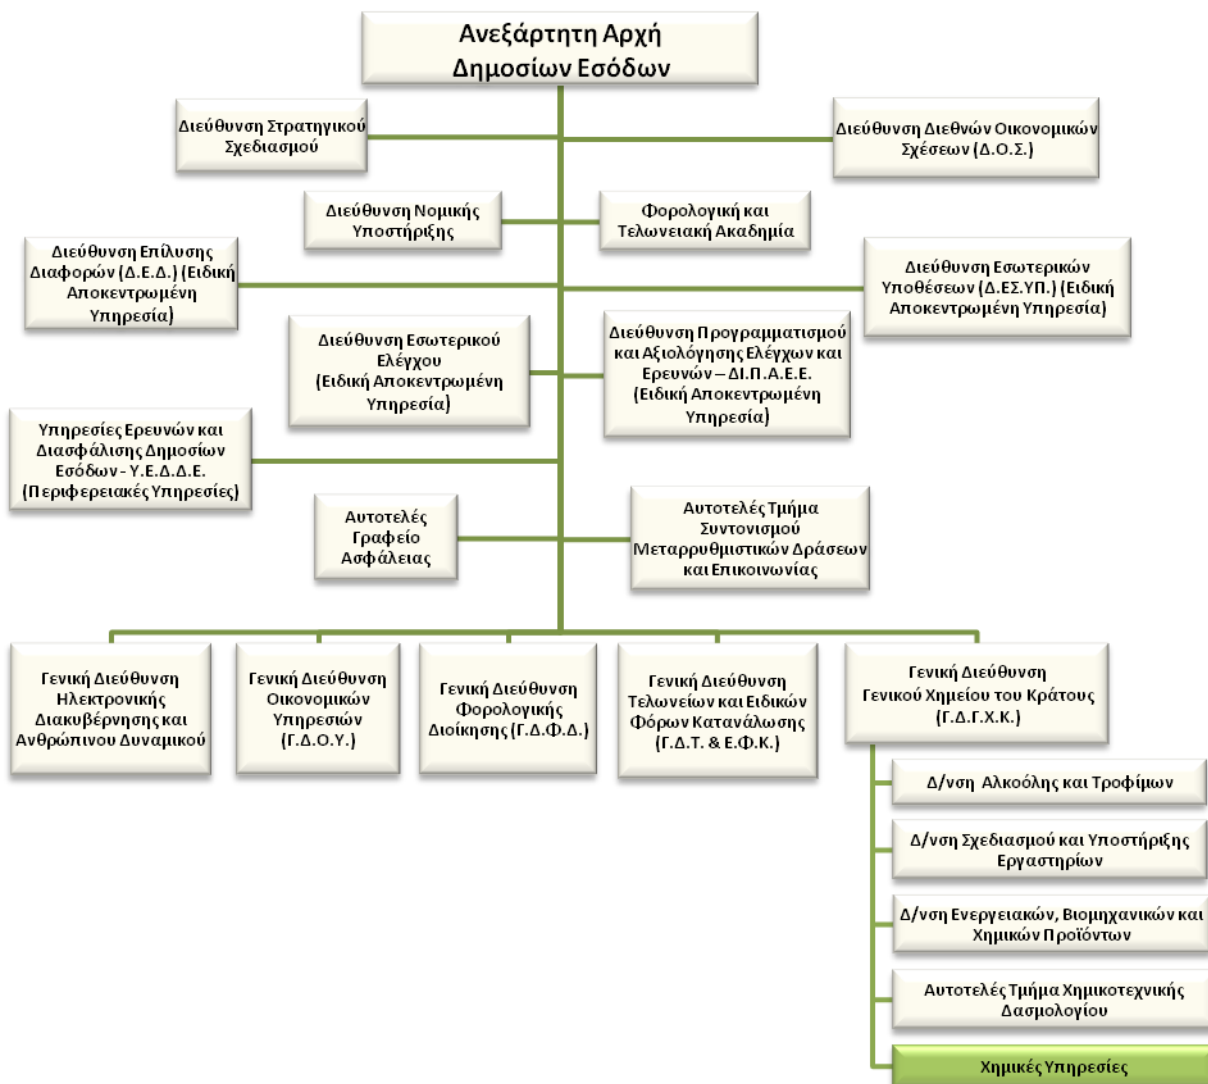 Ανεξάρτητη Αρχή
Δημοσίων Εσόδων
Διεύθυνση Στρατηγικού
Σχεδιασμού
Διεύθυνση Διεθνών Οικονομικών
Σχέσεων (Δ.Ο.Σ.)
Διεύθυνση Νομικής
Υποστήριξης
Φορολογική και
Τελωνειακή Ακαδημία
Διεύθυνση Επίλυσης
Διαφορών (Δ.Ε.Δ.) (Ειδική
Αποκεντρωμένη
Υπηρεσία)
Διεύθυνση Εσωτερικών
Υποθέσεων (Δ.ΕΣ.ΥΠ.) (Ειδική
Αποκεντρωμένη Υπηρεσία)
Διεύθυνση Εσωτερικού
Ελέγχου
(Ειδική Αποκεντρωμένη
Υπηρεσία)
Διεύθυνση Προγραμματισμού
και Αξιολόγησης Ελέγχων και
Ερευνών – ΔΙ.Π.Α.Ε.Ε.
(Ειδική Αποκεντρωμένη
Υπηρεσία)
Υπηρεσίες Ερευνών και
Διασφάλισης Δημοσίων
Εσόδων - Υ.Ε.Δ.Δ.Ε.
(Περιφερειακές Υπηρεσίες)
Αυτοτελές
Γραφείο
Ασφάλειας
Αυτοτελές Τμήμα
Συντονισμού
Μεταρρυθμιστικών Δράσεων
και Επικοινωνίας
Γενική Διεύθυνση
Ηλεκτρονικής
Διακυβέρνησης και
Ανθρώπινου Δυναμικού
Γενική Διεύθυνση
Οικονομικών
Υπηρεσιών
(Γ.Δ.Ο.Υ.)
Γενική Διεύθυνση
Φορολογικής
Διοίκησης (Γ.Δ.Φ.Δ.)
Γενική Διεύθυνση
Τελωνείων και Ειδικών
Φόρων Κατανάλωσης
(Γ.Δ.Τ. & Ε.Φ.Κ.)
Γενική Διεύθυνση
Γενικού Χημείου του Κράτους
(Γ.Δ.Γ.Χ.Κ.)
Δ/νση Αλκοόλης και Τροφίμων
Δ/νση Σχεδιασμού και Υποστήριξης
Εργαστηρίων
Δ/νση Ενεργειακών, Βιομηχανικών και
Χημικών Προϊόντων
Αυτοτελές Τμήμα Χημικοτεχνικής
Δασμολογίου
Χημικές Υπηρεσίες